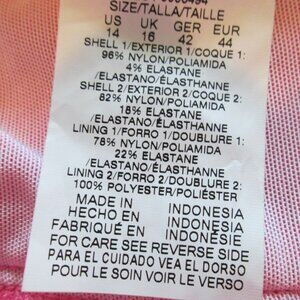 SIZE/TALLA/TAILLE
US UK GER EUR
14 16 42 44
SHELL 1/EXTERIOR 1/COQUE 1:
96% NYLON/POLIAMIDA
4% ELASTANE
/ELASTANO/ÉLASTHANNE
SHELL 2/EXTERIOR 2/COQUE 2:
82% NYLON/POLIAMIDA
18% ELASTANE
/ELASTANO/ÉLASTHANNE
LINING 1/FORRO 1/DOUBLURE 1:
78% NYLON/POLIAMIDA
22% ELASTANE
/ELASTANO/ÉLASTHANNE
LINING 2/FORRO 2/DOUBLURE 2:
100% POLYESTER/POLIÉSTER
MADE IN INDONESIA
HECHO EN INDONESIA
FABRIQUÉ EN INDONÉSIE
FOR CARE SEE REVERSE SIDE
PARA EL CUIDADO VEA EL DORSO
POUR LE SOIN VOIR LE VERSO